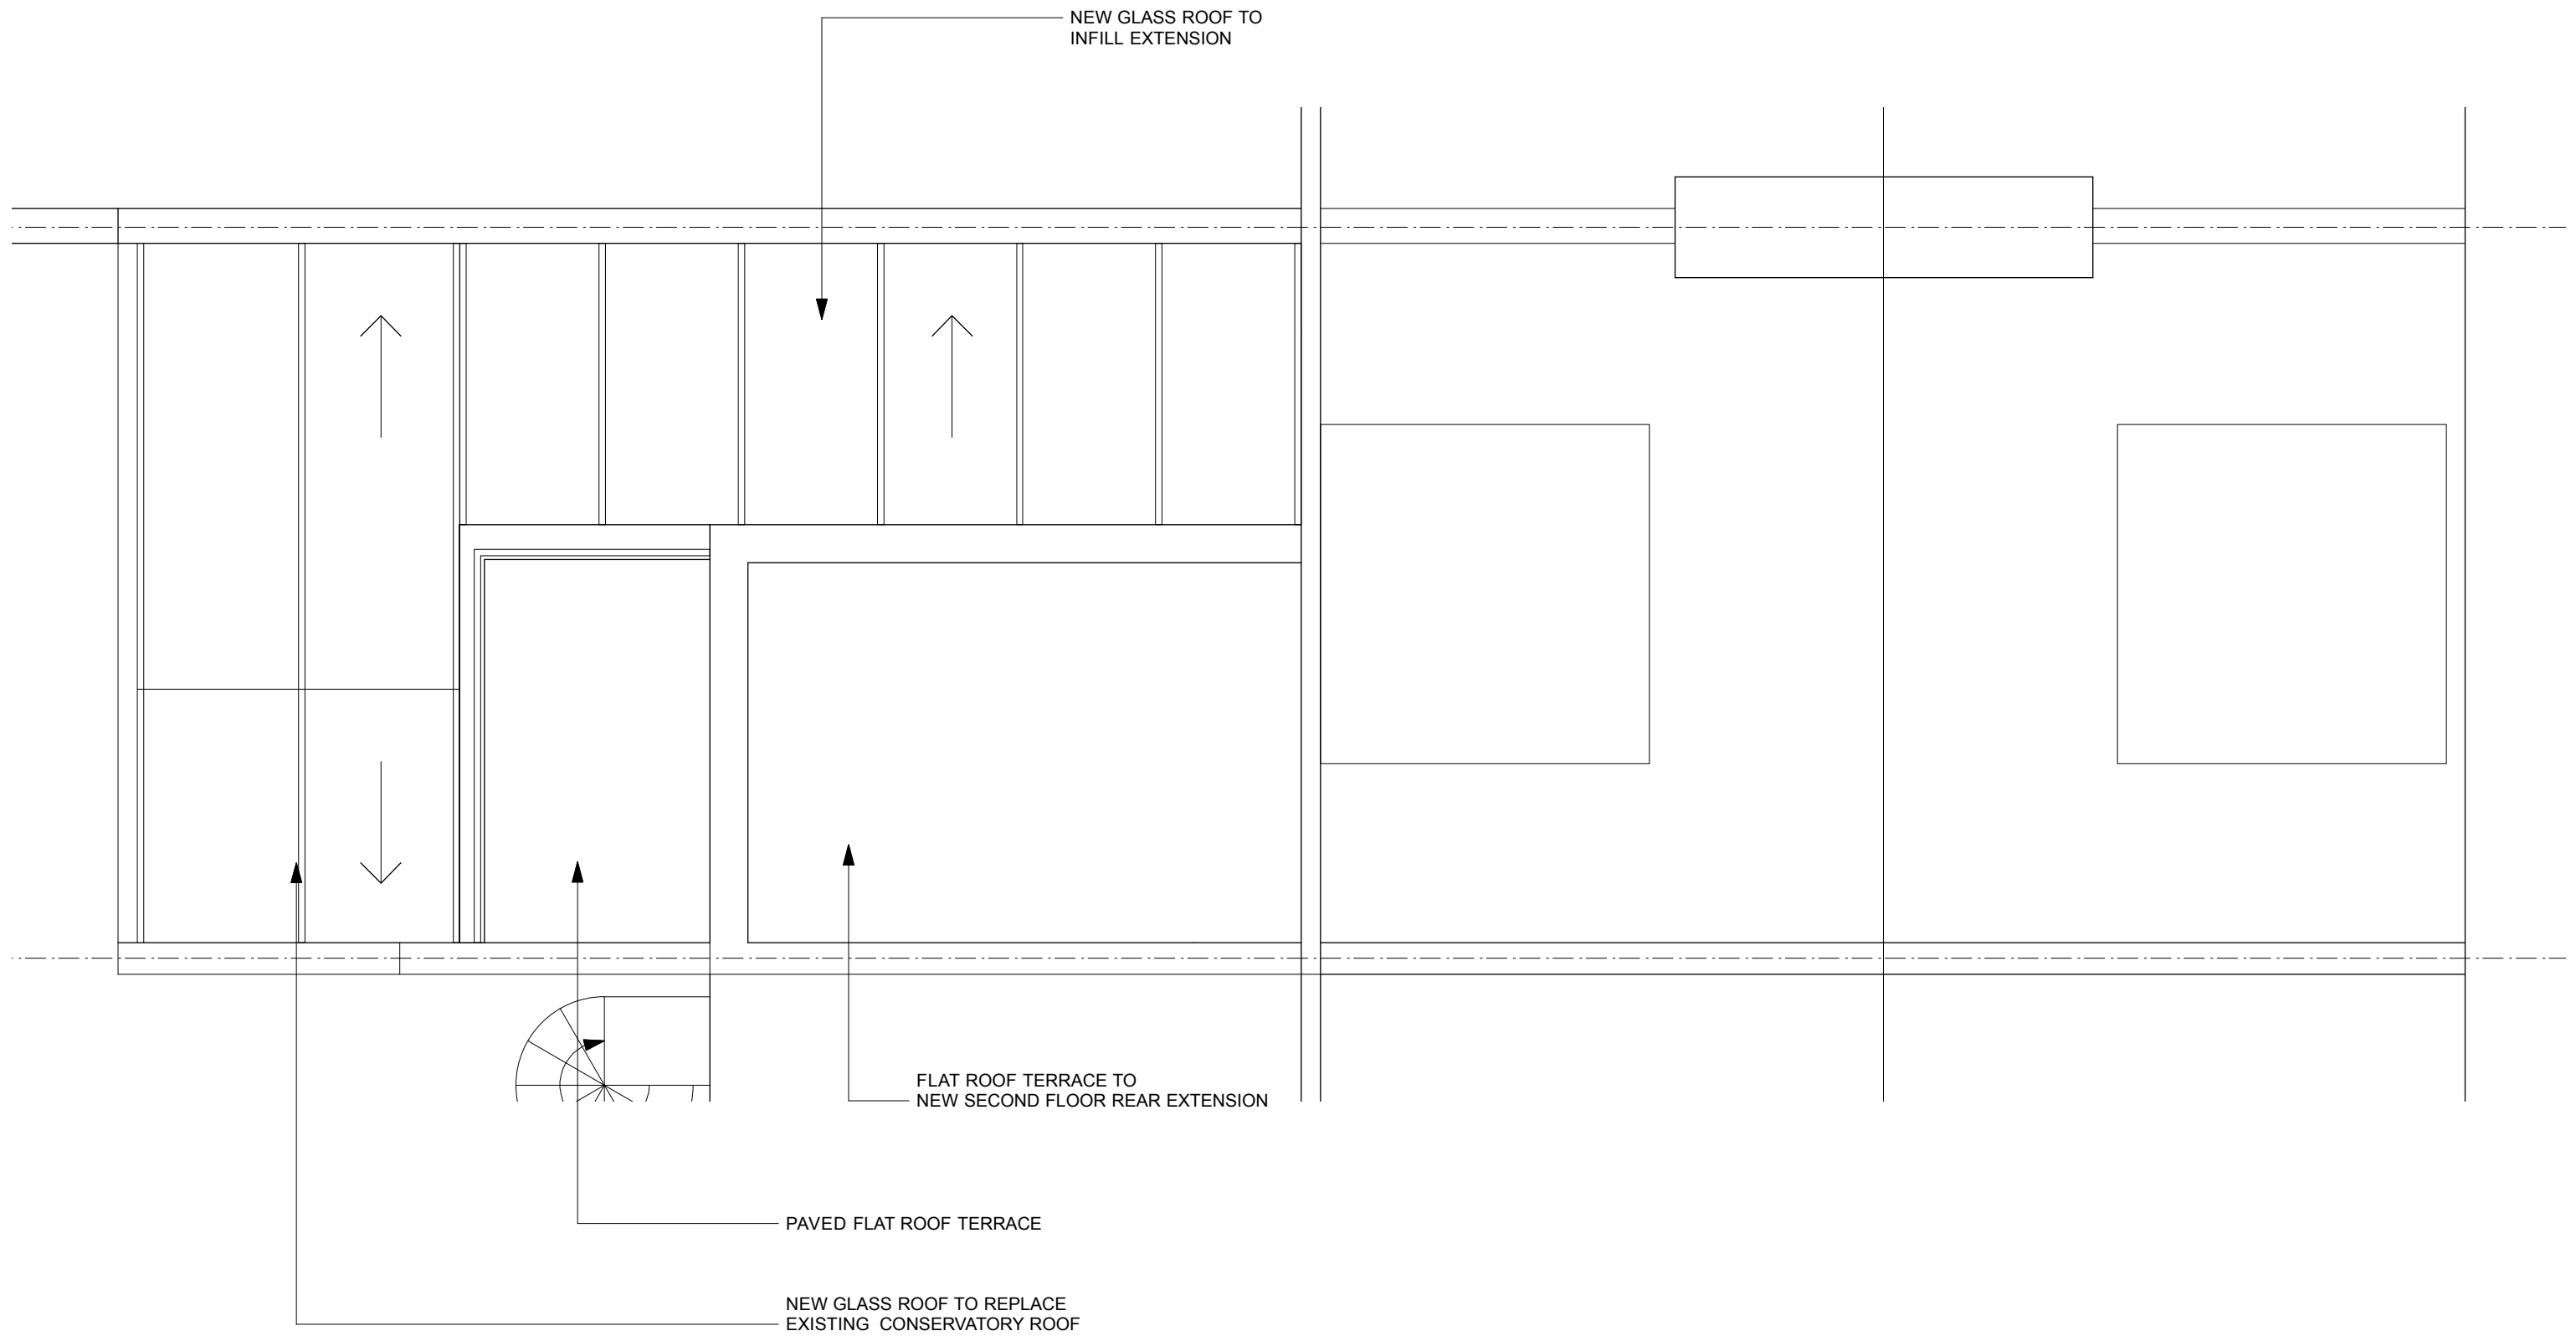 NEW GLASS ROOF TO
INFILL EXTENSION
FLAT ROOF TERRACE TO
NEW SECOND FLOOR REAR EXTENSION
PAVED FLAT ROOF TERRACE
NEW GLASS ROOF TO REPLACE
EXISTING CONSERVATORY ROOF